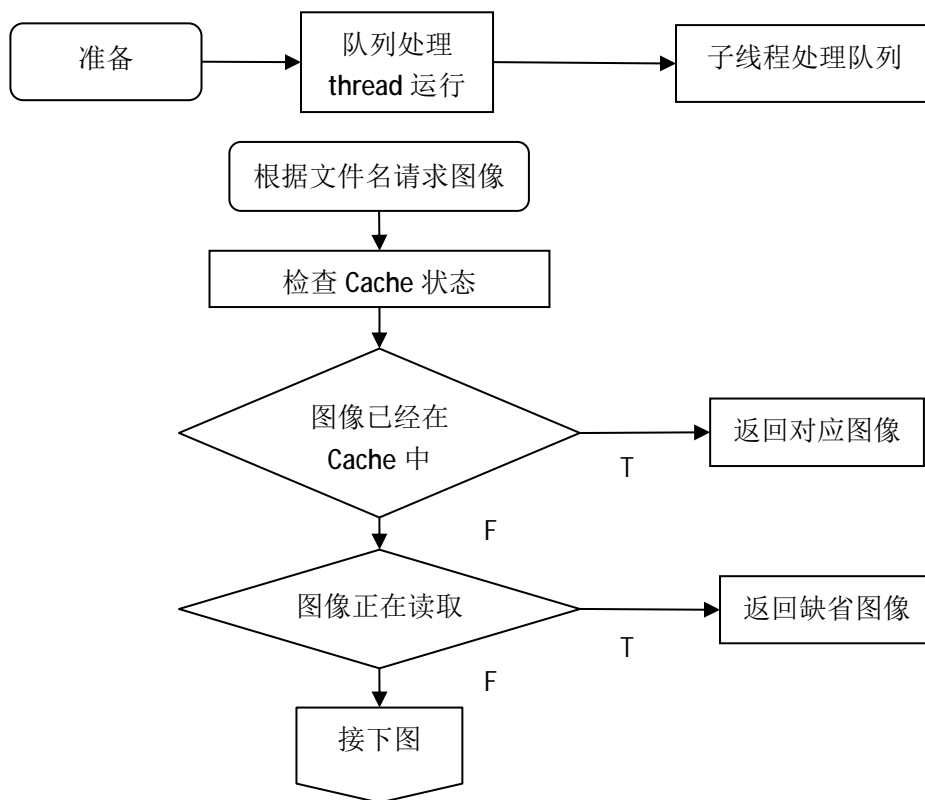 准备
队列处理
thread 运行
子线程处理队列
根据文件名请求图像
检查 Cache 状态
图像已经在
Cache 中
T
返回对应图像
F
图像正在读取
T
返回缺省图像
F
接下图